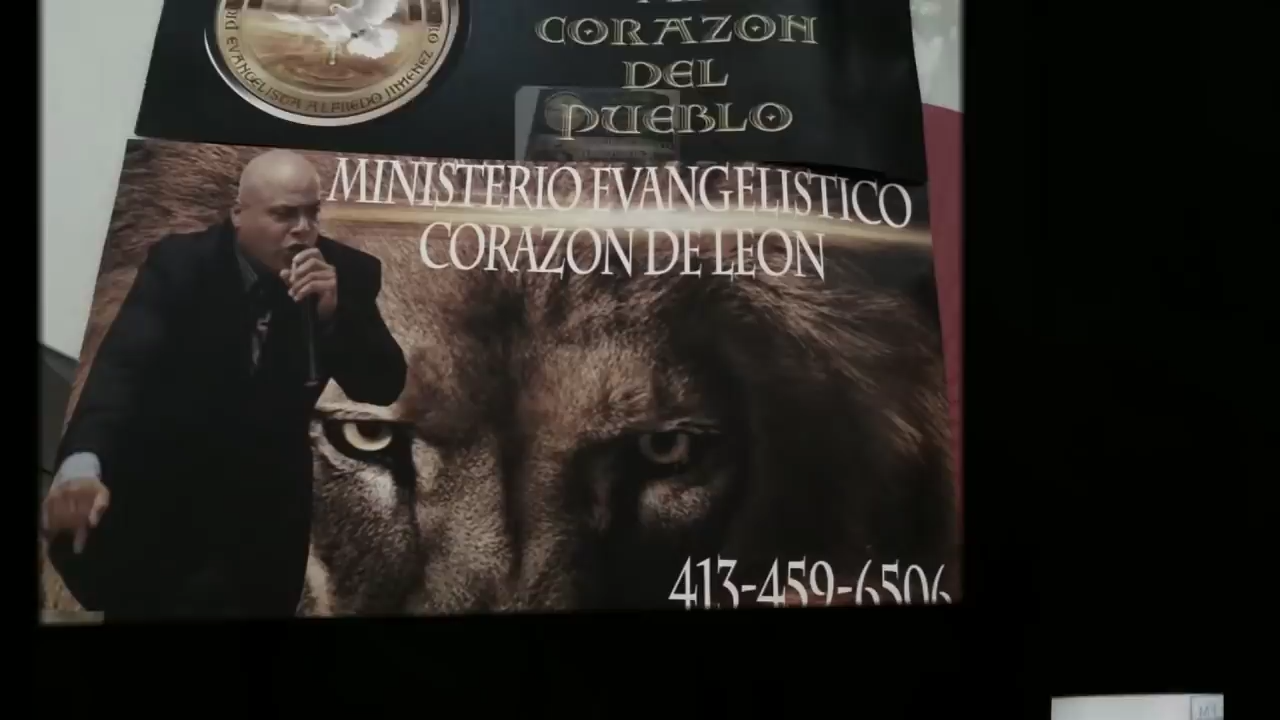 EVANGELISTA ALFREDO JIMENEZ
CORAZON
DEL
PUEBLO
MINISTERIO EVANGELISTICO
CORAZON DE LEON
413-459-6506